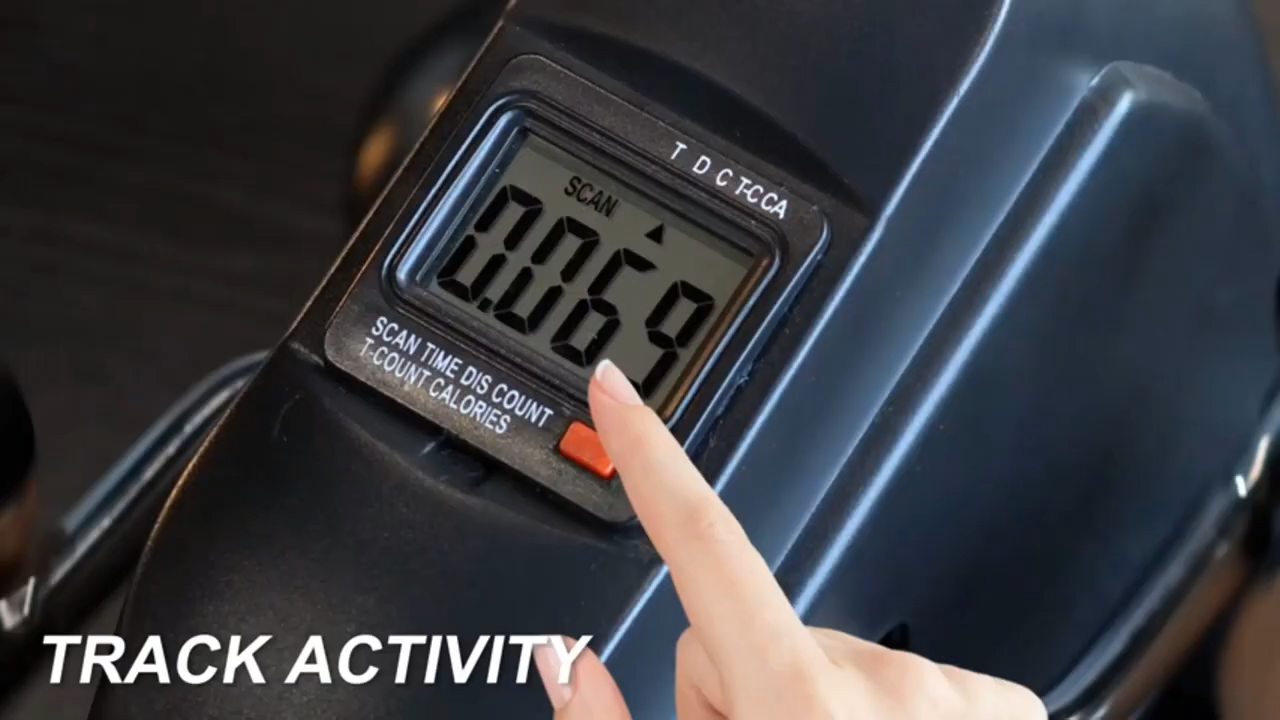 T D C T-C CA
SCAN
0.069
SCAN TIME DIS COUNT
T-COUNT CALORIES
TRACK ACTIVITY